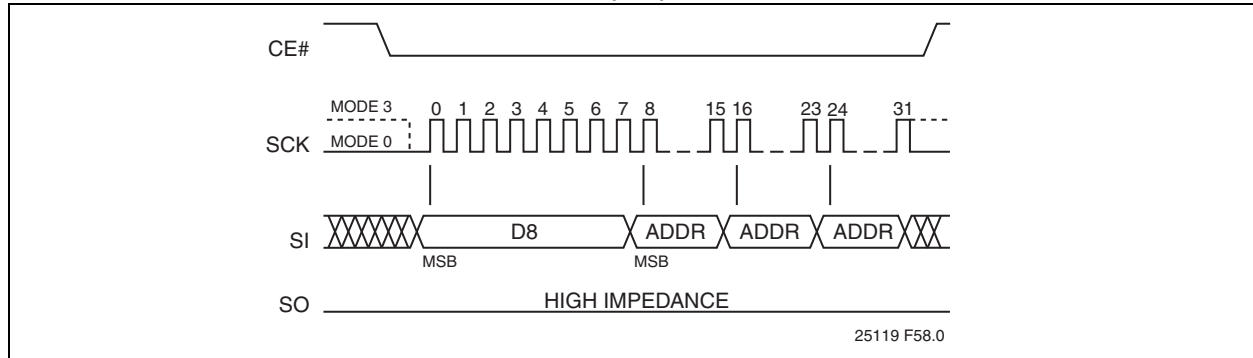 CE#
MODE 3
0 1 2 3 4 5 6 7 8 15 16 23 24 31
SCK MODE 0
SI D8 ADDR ADDR ADDR
MSB MSB
SO HIGH IMPEDANCE
25119 F58.0